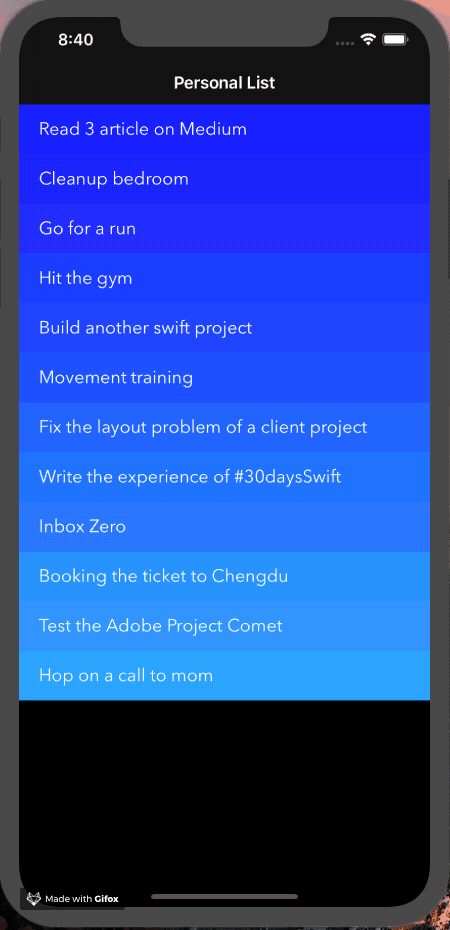 8:40
Personal List
Read 3 article on Medium
Cleanup bedroom
Go for a run
Hit the gym
Build another swift project
Movement training
Fix the layout problem of a client project
Write the experience of #30daysSwift
Inbox Zero
Booking the ticket to Chengdu
Test the Adobe Project Comet
Hop on a call to mom
Made with Gifox